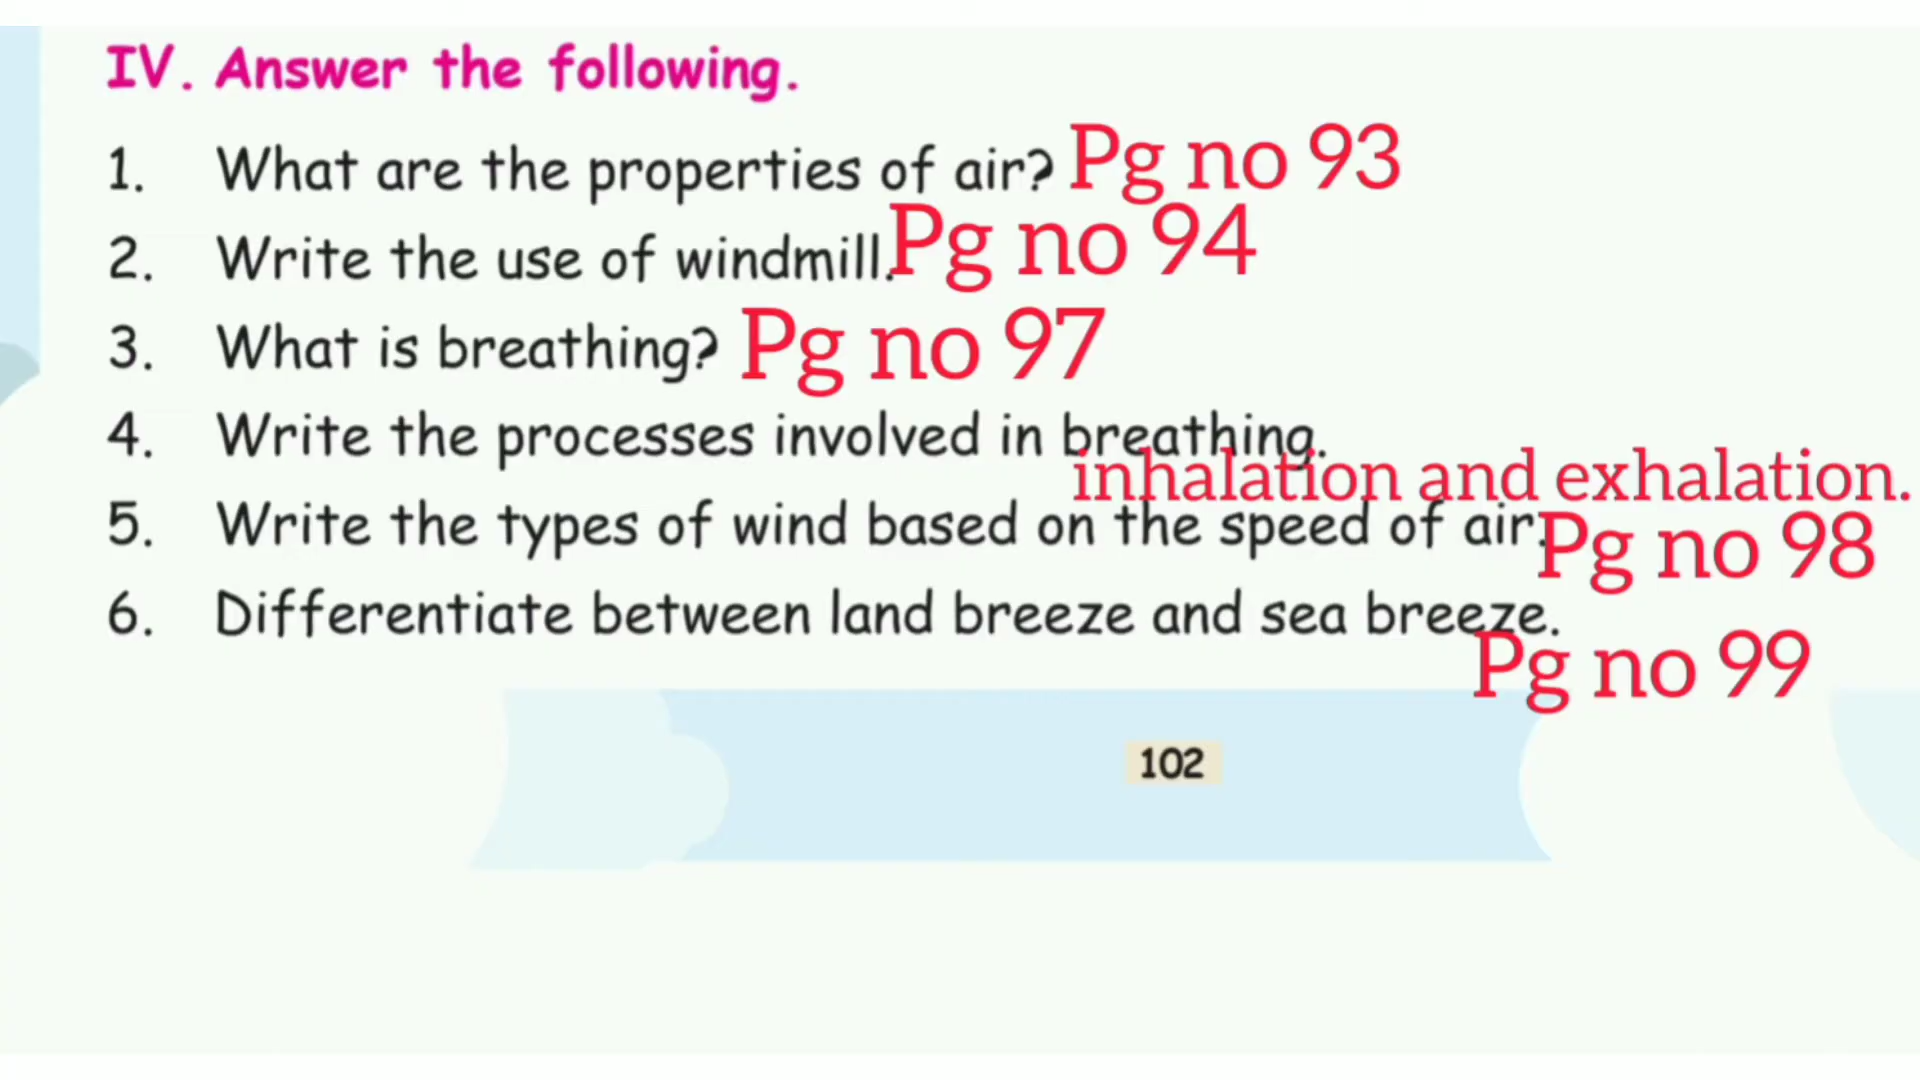 IV. Answer the following.
1. What are the properties of air? Pg no 93
2. Write the use of windmill. Pg no 94
3. What is breathing? Pg no 97
4. Write the processes involved in breathing.
inhalation and exhalation.
5. Write the types of wind based on the speed of air. Pg no 98
6. Differentiate between land breeze and sea breeze.
Pg no 99
102